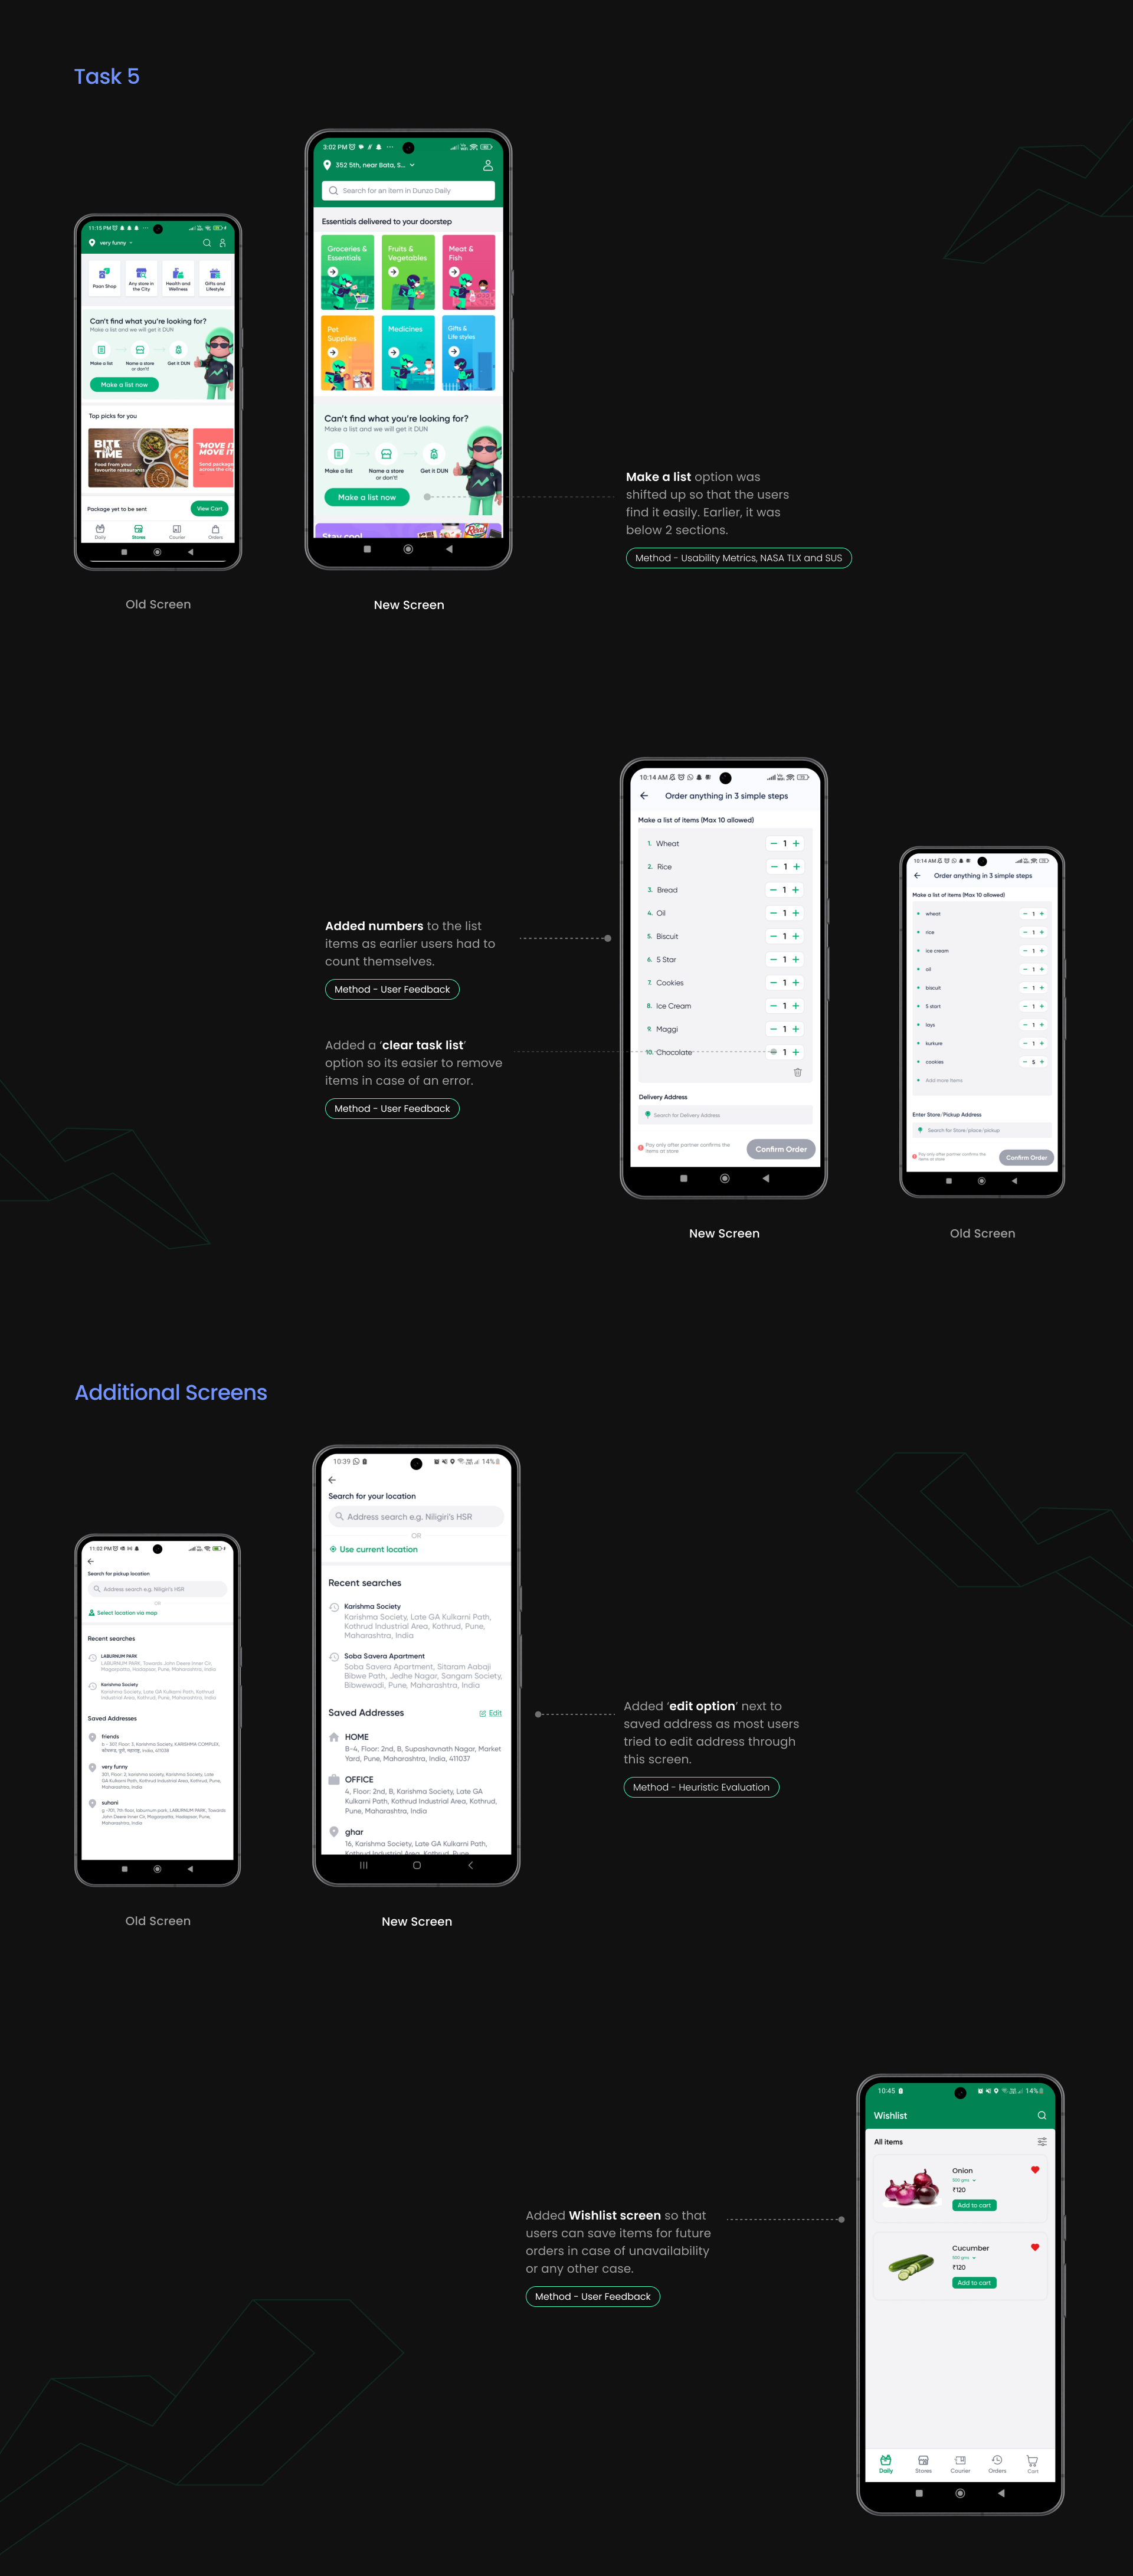 Task 5
11:15 PM
very funny
Paan Shop
Any store in
the City
Health and
Wellness
Gifts and
Lifestyle
Can't find what you're looking for?
Make a list and we will get it DUN
Make a list
Name a store
or don't!
Get it DUN
Make a list now
Top picks for you
BITE
TIME
Food from your
favourite restaurants
MOVE IT
MOVE IT
Send package
across the city
Package yet to be sent
View Cart
Daily
Stores
Courier
Orders
Old Screen
3:02 PM
352 5th, near Bata, S...
Search for an item in Dunzo Daily
Essentials delivered to your doorstep
Groceries &
Essentials
Fruits &
Vegetables
Meat &
Fish
Pet
Supplies
Medicines
Gifts &
Life styles
Can't find what you're looking for?
Make a list and we will get it DUN
Make a list
Name a store
or don't!
Get it DUN
Make a list now
Stay cool
Real
New Screen
Make a list option was
shifted up so that the users
find it easily. Earlier, it was
below 2 sections.
Method - Usability Metrics, NASA TLX and SUS
Added numbers to the list
items as earlier users had to
count themselves.
Method - User Feedback
Added a ‘clear task list’
option so its easier to remove
items in case of an error.
Method - User Feedback
10:14 AM
Order anything in 3 simple steps
Make a list of items (Max 10 allowed)
1. Wheat - 1 +
2. Rice - 1 +
3. Bread - 1 +
4. Oil - 1 +
5. Biscuit - 1 +
6. 5 Star - 1 +
7. Cookies - 1 +
8. Ice Cream - 1 +
9. Maggi - 1 +
10. Chocolate 1 +
Delivery Address
Search for Delivery Address
Pay only after partner confirms the
items at store
Confirm Order
New Screen
10:14 AM
Order anything in 3 simple steps
Make a list of items (Max 10 allowed)
wheat - 1 +
rice - 1 +
ice cream - 1 +
oil - 1 +
biscuit - 1 +
5 start - 1 +
lays - 1 +
kurkure - 1 +
cookies - 5 +
Add more items
Enter Store/Pickup Address
Search for Store/place/pickup
Pay only after partner confirms the
items at store
Confirm Order
Old Screen
Additional Screens
11:02 PM
Search for pickup location
Address search e.g. Niligiri's HSR
OR
Select location via map
Recent searches
LABURNUM PARK
LABURNUM PARK, Towards John Deere Inner Cir,
Magarpatta, Hadapsar, Pune, Maharashtra, India
Karishma Society
Karishma Society, Late GA Kulkarni Path, Kothrud
Industrial Area, Kothrud, Pune, Maharashtra, India
Saved Addresses
friends
b - 307, Floor: 3, Karishma Society, KARISHMA COMPLEX,
कोथरूड, पुणे, महाराष्ट्र, India, 411038
very funny
301, Floor: 2, karishma society, Karishma Society, Late
GA Kulkarni Path, Kothrud Industrial Area, Kothrud, Pune,
Maharashtra, India
suhani
g -701, 7th floor, laburnum park, LABURNUM PARK, Towards
John Deere Inner Cir, Magarpatta, Hadapsar, Pune,
Maharashtra, India
Old Screen
10:39
14%
Search for your location
Address search e.g. Niligiri's HSR
OR
Use current location
Recent searches
Karishma Society
Karishma Society, Late GA Kulkarni Path,
Kothrud Industrial Area, Kothrud, Pune,
Maharashtra, India
Soba Savera Apartment
Soba Savera Apartment, Sitaram Aabaji
Bibwe Path, Jedhe Nagar, Sangam Society,
Bibwewadi, Pune, Maharashtra, India
Saved Addresses
Edit
HOME
B-4, Floor: 2nd, B, Supashavnath Nagar, Market
Yard, Pune, Maharashtra, India, 411037
OFFICE
4, Floor: 2nd, B, Karishma Society, Late GA
Kulkarni Path, Kothrud Industrial Area, Kothrud,
Pune, Maharashtra, India
ghar
16, Karishma Society, Late GA Kulkarni Path,
Kothrud Industrial Area, Kothrud, Pune
New Screen
Added ‘edit option’ next to
saved address as most users
tried to edit address through
this screen.
Method - Heuristic Evaluation
Added Wishlist screen so that
users can save items for future
orders in case of unavailability
or any other case.
Method - User Feedback
10:45
14%
Wishlist
All items
Onion
500 gms
₹120
Add to cart
Cucumber
500 gms
₹120
Add to cart
Daily
Stores
Courier
Orders
Cart